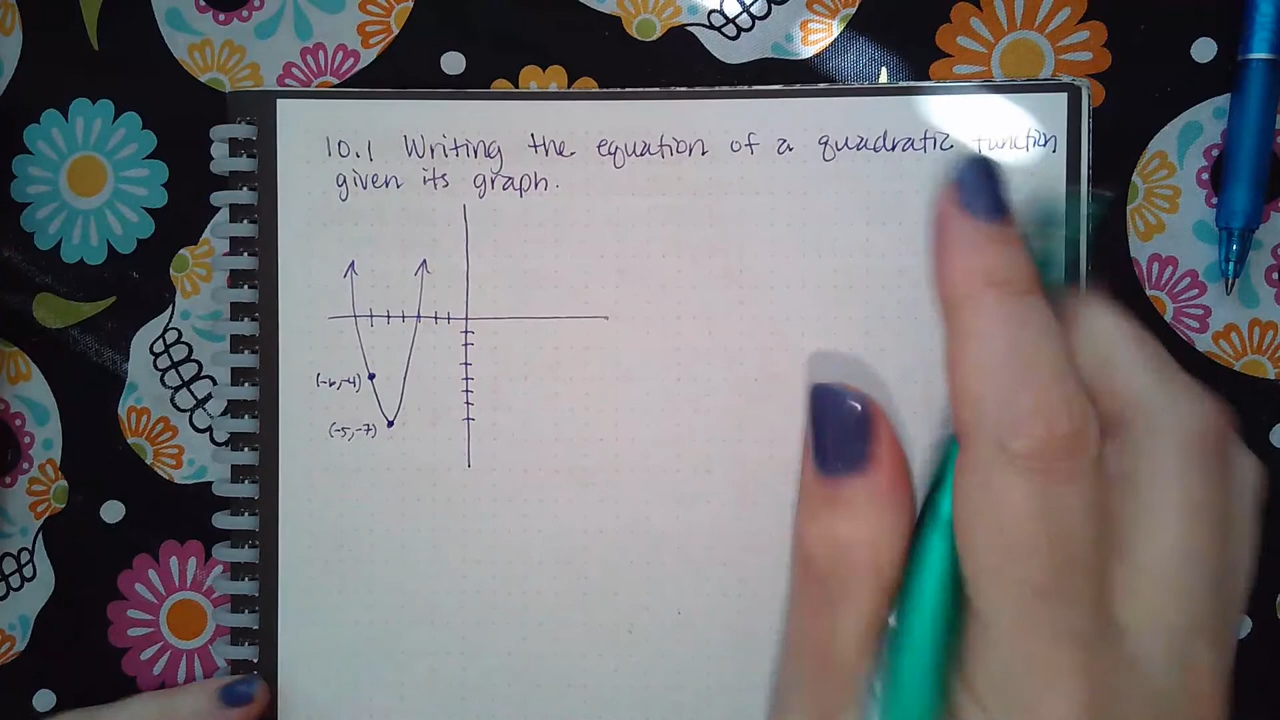 10.1 Writing the equation of a quadratic function
given its graph.
(-6,-4)
(-5,-7)